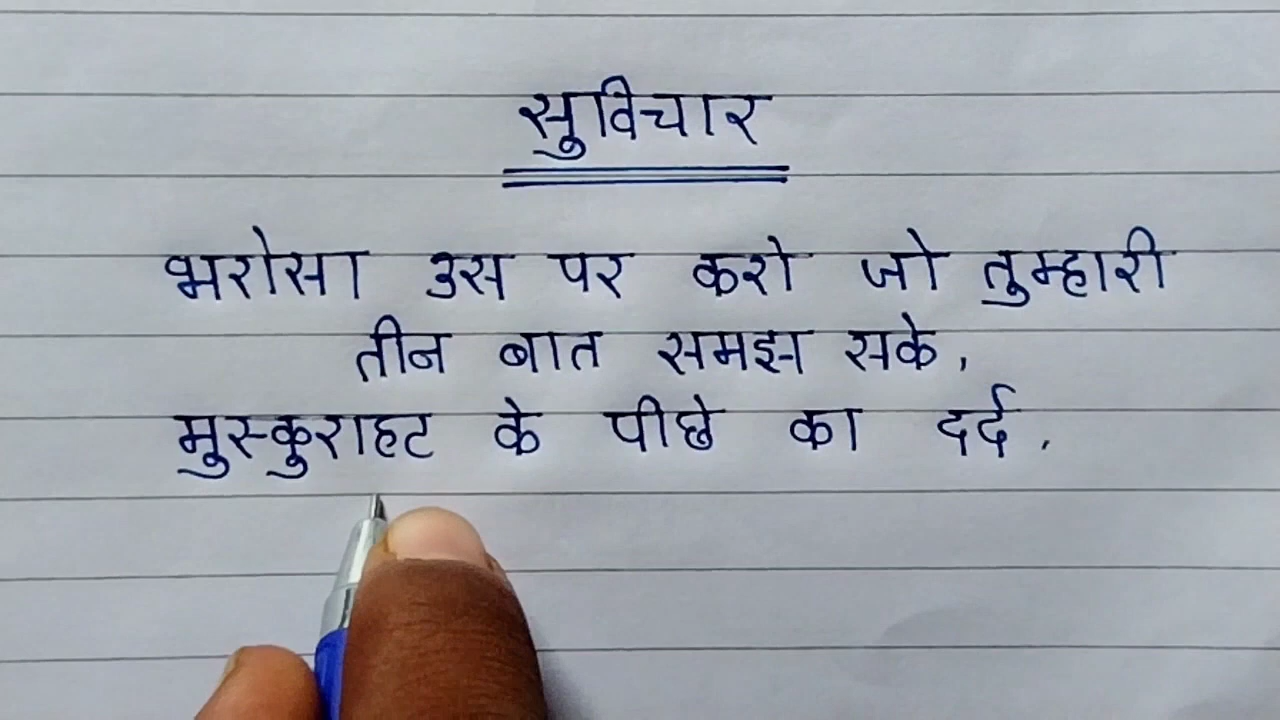 सुविचार
भरोसा उस पर करो जो तुम्हारी
तीन बात समझ सके,
मुस्कुराहट के पीछे का दर्द,